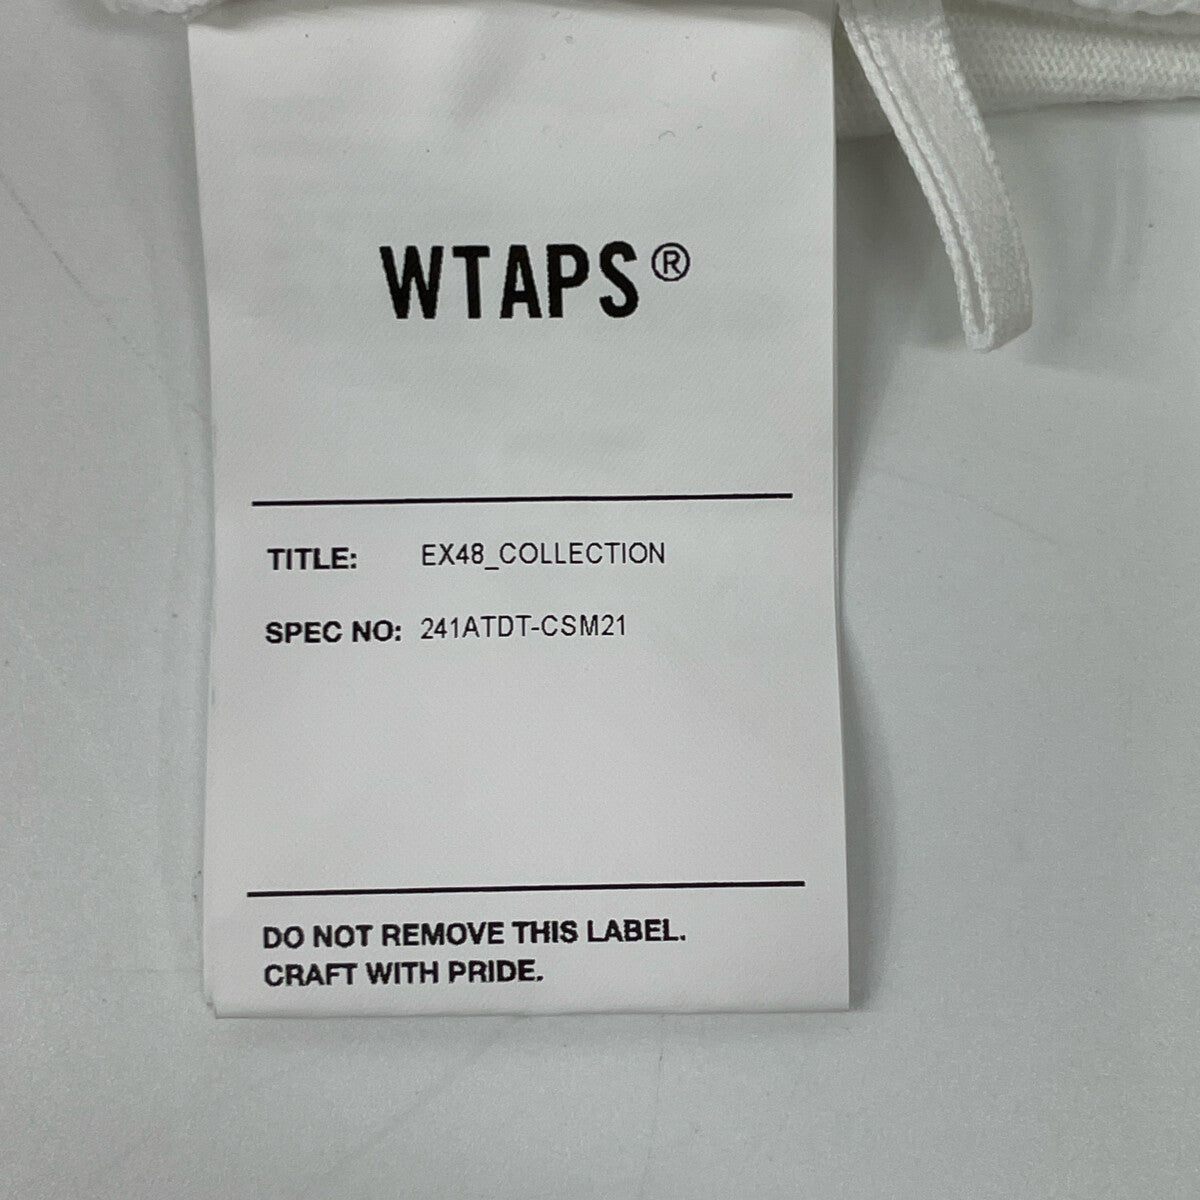 WTAPS®
TITLE: EX48_COLLECTION
SPEC NO: 241ATDT-CSM21
DO NOT REMOVE THIS LABEL.
CRAFT WITH PRIDE.